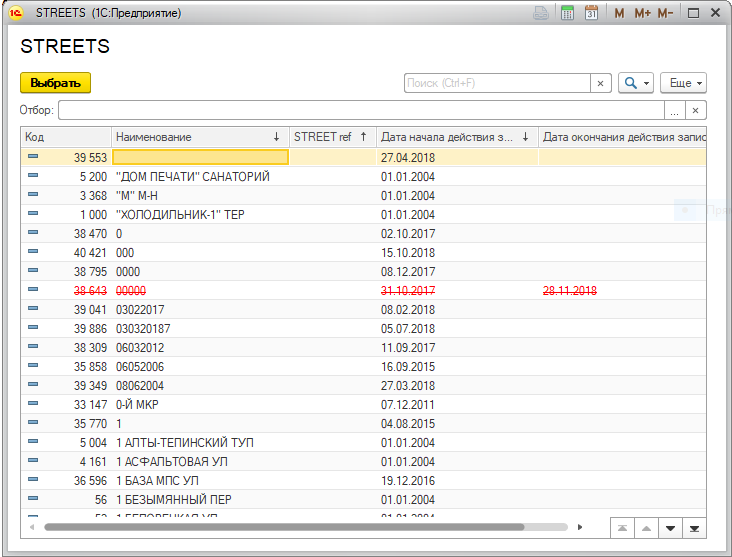 STREETS (1С:Предприятие)
31 M M+ M-
STREETS
Выбрать Поиск (Ctrl+F) × Еще
Отбор: ... ×
Код Наименование ↓ STREET ref ↑ Дата начала действия з... ↓ Дата окончания действия запис
39 553 27.04.2018
5 200 "ДОМ ПЕЧАТИ" САНАТОРИЙ 01.01.2004
3 368 "М" М-Н 01.01.2004
1 000 "ХОЛОДИЛЬНИК-1" ТЕР 01.01.2004
38 470 0 02.10.2017
40 421 000 15.10.2018
38 795 0000 08.12.2017
38 643 00000 31.10.2017 28.11.2018
39 041 03022017 08.02.2018
39 886 030320187 05.07.2018
38 309 06032012 11.09.2017
35 858 06052006 16.09.2015
39 349 08062004 27.03.2018
33 147 0-Й МКР 07.12.2011
35 770 1 04.08.2015
5 004 1 АЛТЫ-ТЕПИНСКИЙ ТУП 01.01.2004
4 161 1 АСФАЛЬТОВАЯ УЛ 01.01.2004
36 596 1 БАЗА МПС УЛ 19.12.2016
56 1 БЕЗЫМЯННЫЙ ПЕР 01.01.2004